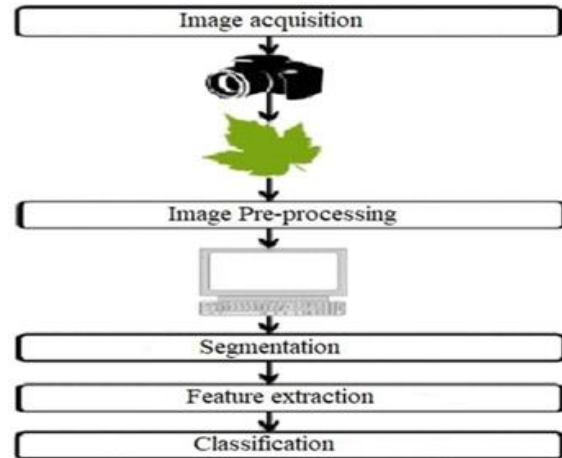 Image acquisition
Image Pre-processing
Segmentation
Feature extraction
Classification